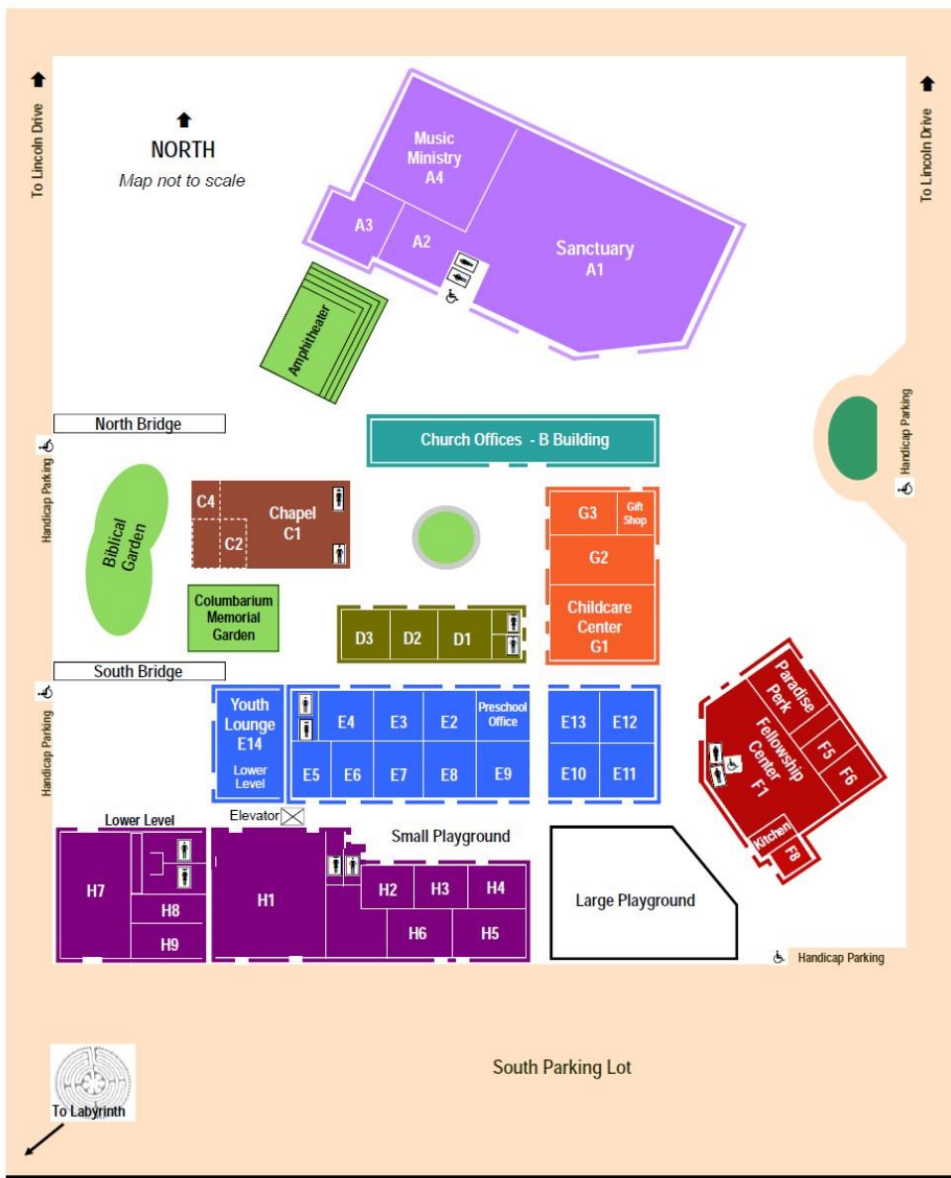 To Lincoln Drive
NORTH
Map not to scale
To Lincoln Drive
Music
Ministry
A4
A3
A2
Sanctuary
A1
Amphitheater
North Bridge
Handicap Parking
Church Offices - B Building
Handicap Parking
Biblical
Garden
C4
C2
Chapel
C1
G3
Gift
Shop
G2
Childcare
Center
G1
Columbarium
Memorial
Garden
D3
D2
D1
South Bridge
Handicap Parking
Youth
Lounge
E14
Lower
Level
E4
E3
E2
Preschool
Office
E5
E6
E7
E8
E9
E13
E12
E10
E11
Paradise
Perk
F5
F6
Fellowship
Center
F1
Kitchen
F8
Lower Level
Elevator
Small Playground
H7
H8
H9
H1
H2
H3
H4
H6
H5
Large Playground
Handicap Parking
South Parking Lot
To Labyrinth